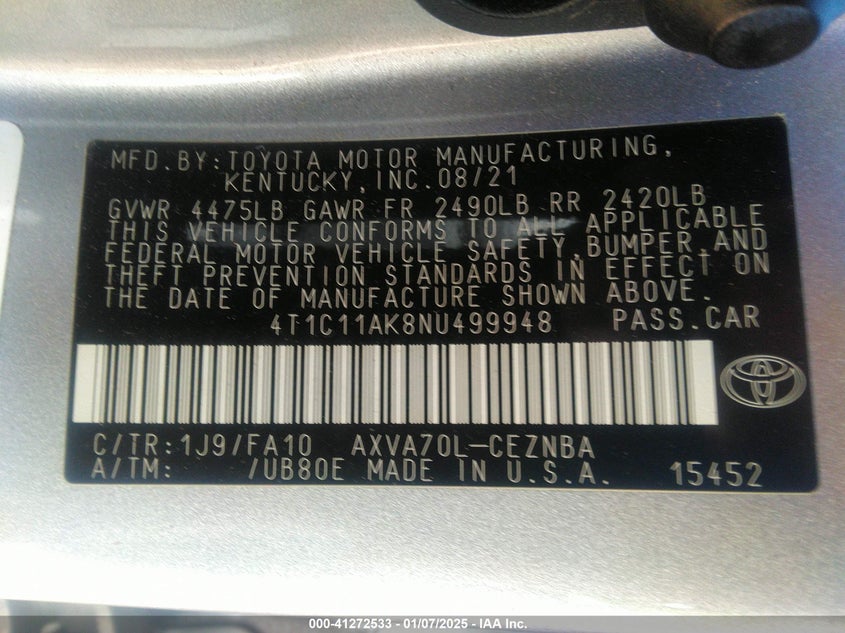 MFD.BY:TOYOTA MOTOR MANUFACTURING,
KENTUCKY,INC.08/21
GVWR 4475LB GAWR FR 2490LB RR 2420LB
THIS VEHICLE CONFORMS TO ALL APPLICABLE
FEDERAL MOTOR VEHICLE SAFETY,BUMPER,AND
THEFT PREVENTION STANDARDS IN EFFECT ON
THE DATE OF MANUFACTURE SHOWN ABOVE.
4T1C11AK8NU499948 PASS.CAR
C/TR:1J9/FA10 AXVA70L-CEZNBA
A/TM: /UB80E MADE IN U.S.A. 15452
000-41272533 - 01/07/2025 - IAA Inc.